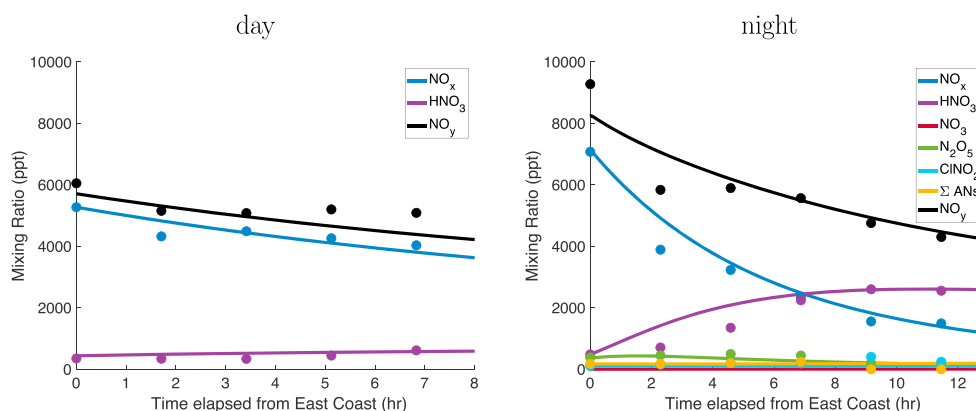 day
10000
8000
6000
4000
2000
0
Mixing Ratio (ppt)
0 1 2 3 4 5 6 7 8
Time elapsed from East Coast (hr)
NOx
HNO3
NOy
night
10000
8000
6000
4000
2000
0
Mixing Ratio (ppt)
0 2 4 6 8 10 12
Time elapsed from East Coast (hr)
NOx
HNO3
NO3
N2O5
ClNO2
Σ ANs
NOy